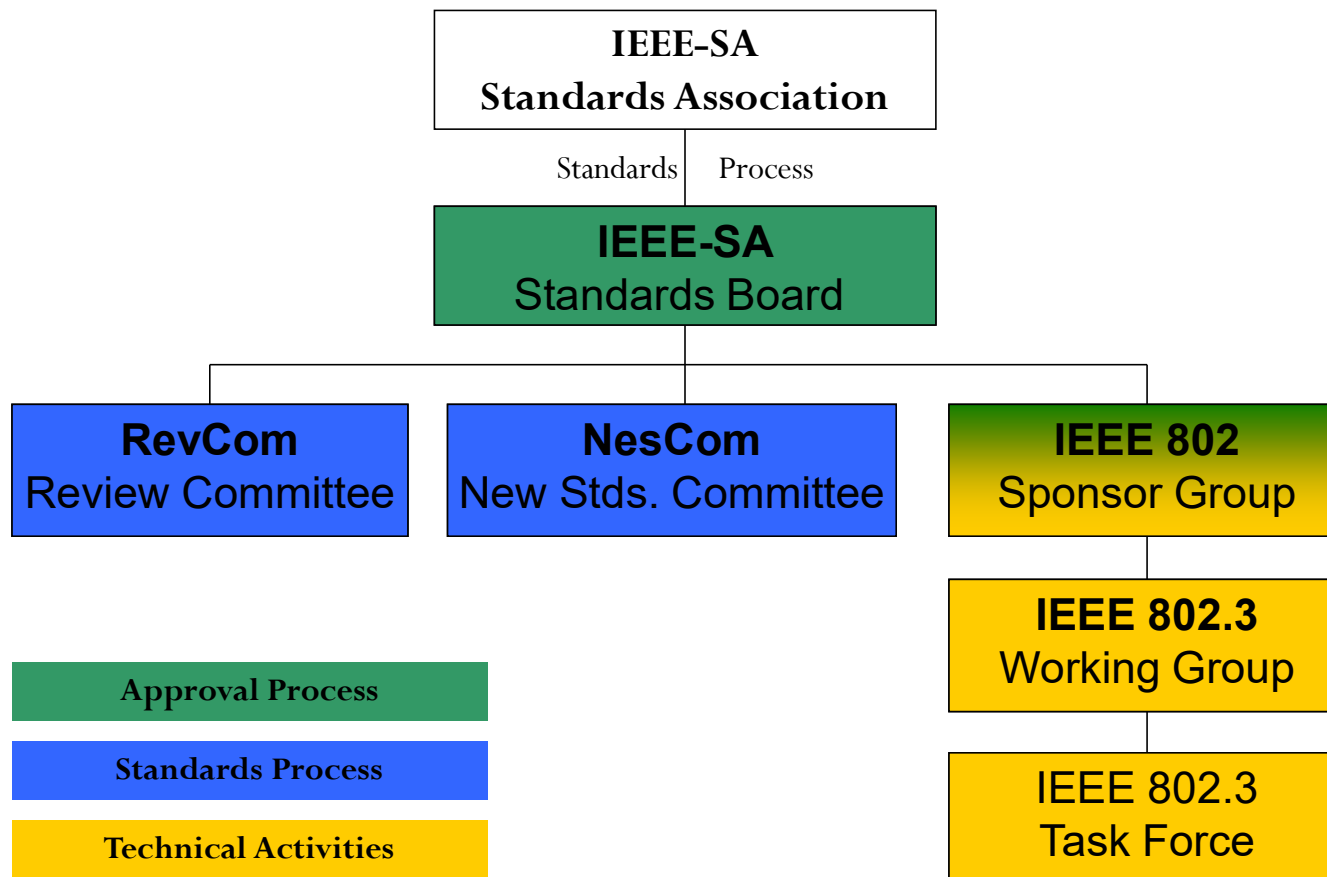 IEEE-SA
Standards Association
Standards Process
IEEE-SA
Standards Board
RevCom
Review Committee
NesCom
New Stds. Committee
IEEE 802
Sponsor Group
IEEE 802.3
Working Group
IEEE 802.3
Task Force
Approval Process
Standards Process
Technical Activities